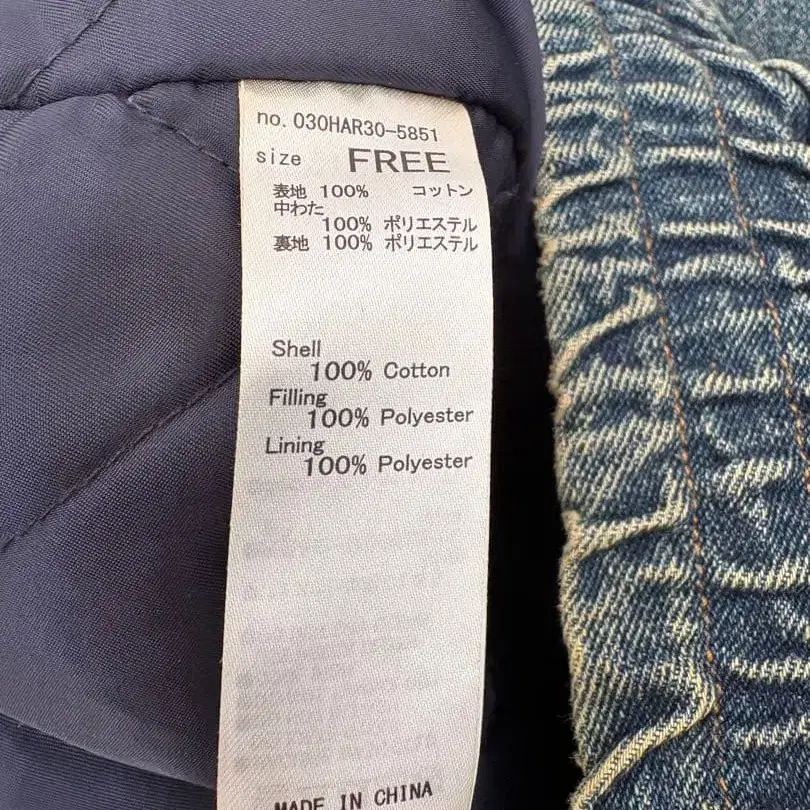 no. 030HAR30-5851
size FREE
表地 100% コットン
中わた
100% ポリエステル
裏地 100% ポリエステル
Shell
100% Cotton
Filling
100% Polyester
Lining
100% Polyester
MADE IN CHINA